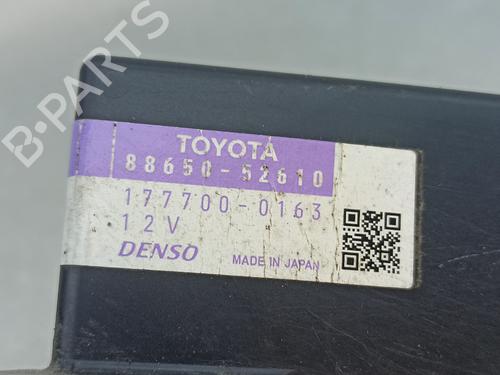 B-PARTS
TOYOTA
88650-52610
177700-0163
12V
DENSO MADE IN JAPAN